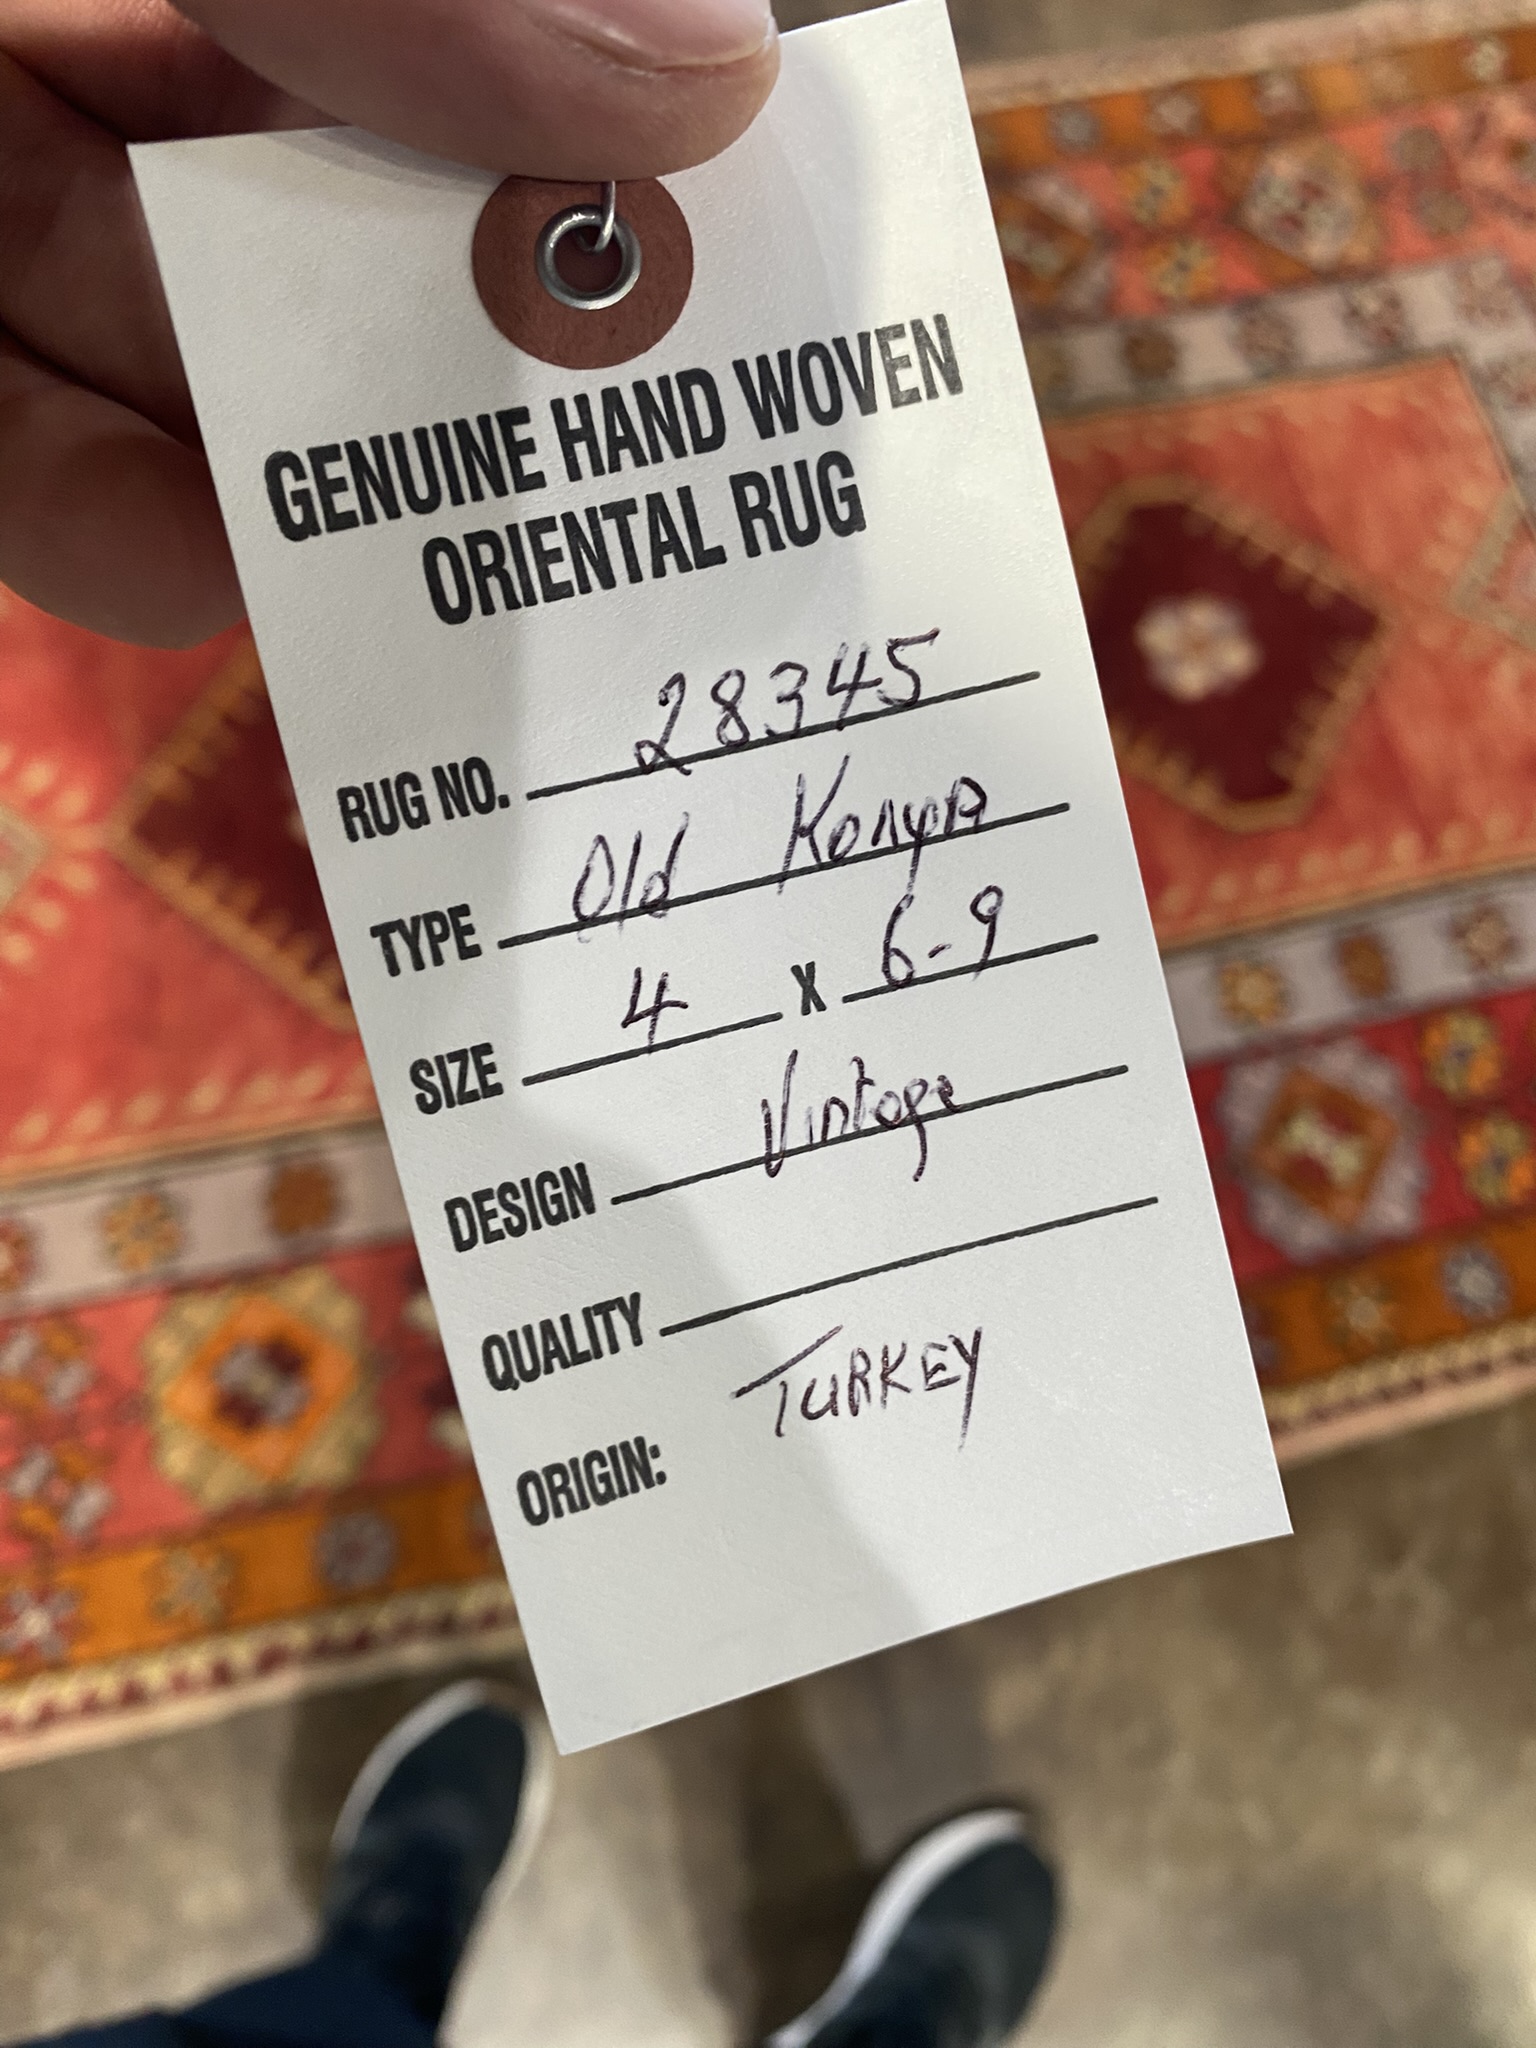 GENUINE HAND WOVEN
ORIENTAL RUG
RUG NO. 28345
TYPE Old Konya
SIZE 4 X 6-9
DESIGN Vintage
QUALITY
ORIGIN: TURKEY